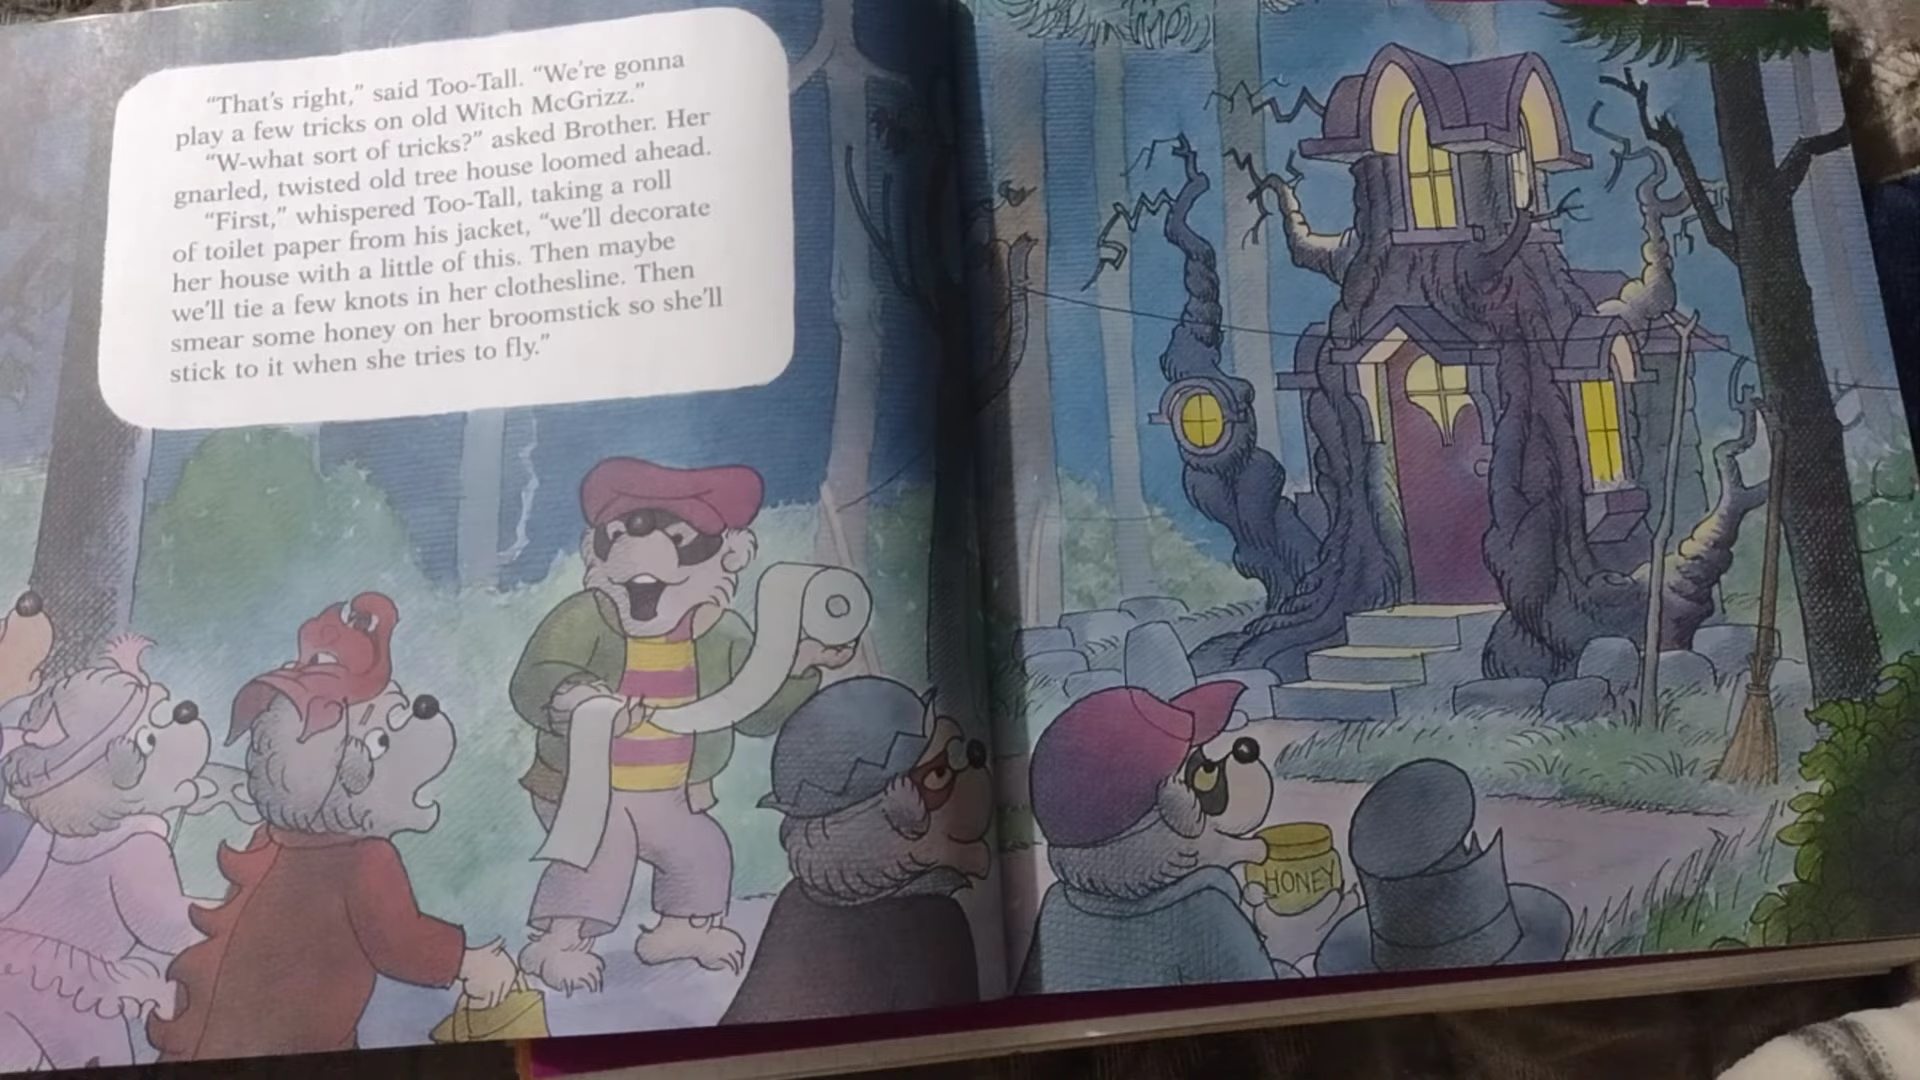 “That’s right,” said Too-Tall. “We’re gonna
play a few tricks on old Witch McGrizz.”
“W-what sort of tricks?” asked Brother. Her
gnarled, twisted old tree house loomed ahead.
“First,” whispered Too-Tall, taking a roll
of toilet paper from his jacket, “we’ll decorate
her house with a little of this. Then maybe
we’ll tie a few knots in her clothesline. Then
smear some honey on her broomstick so she’ll
stick to it when she tries to fly.”
HONEY